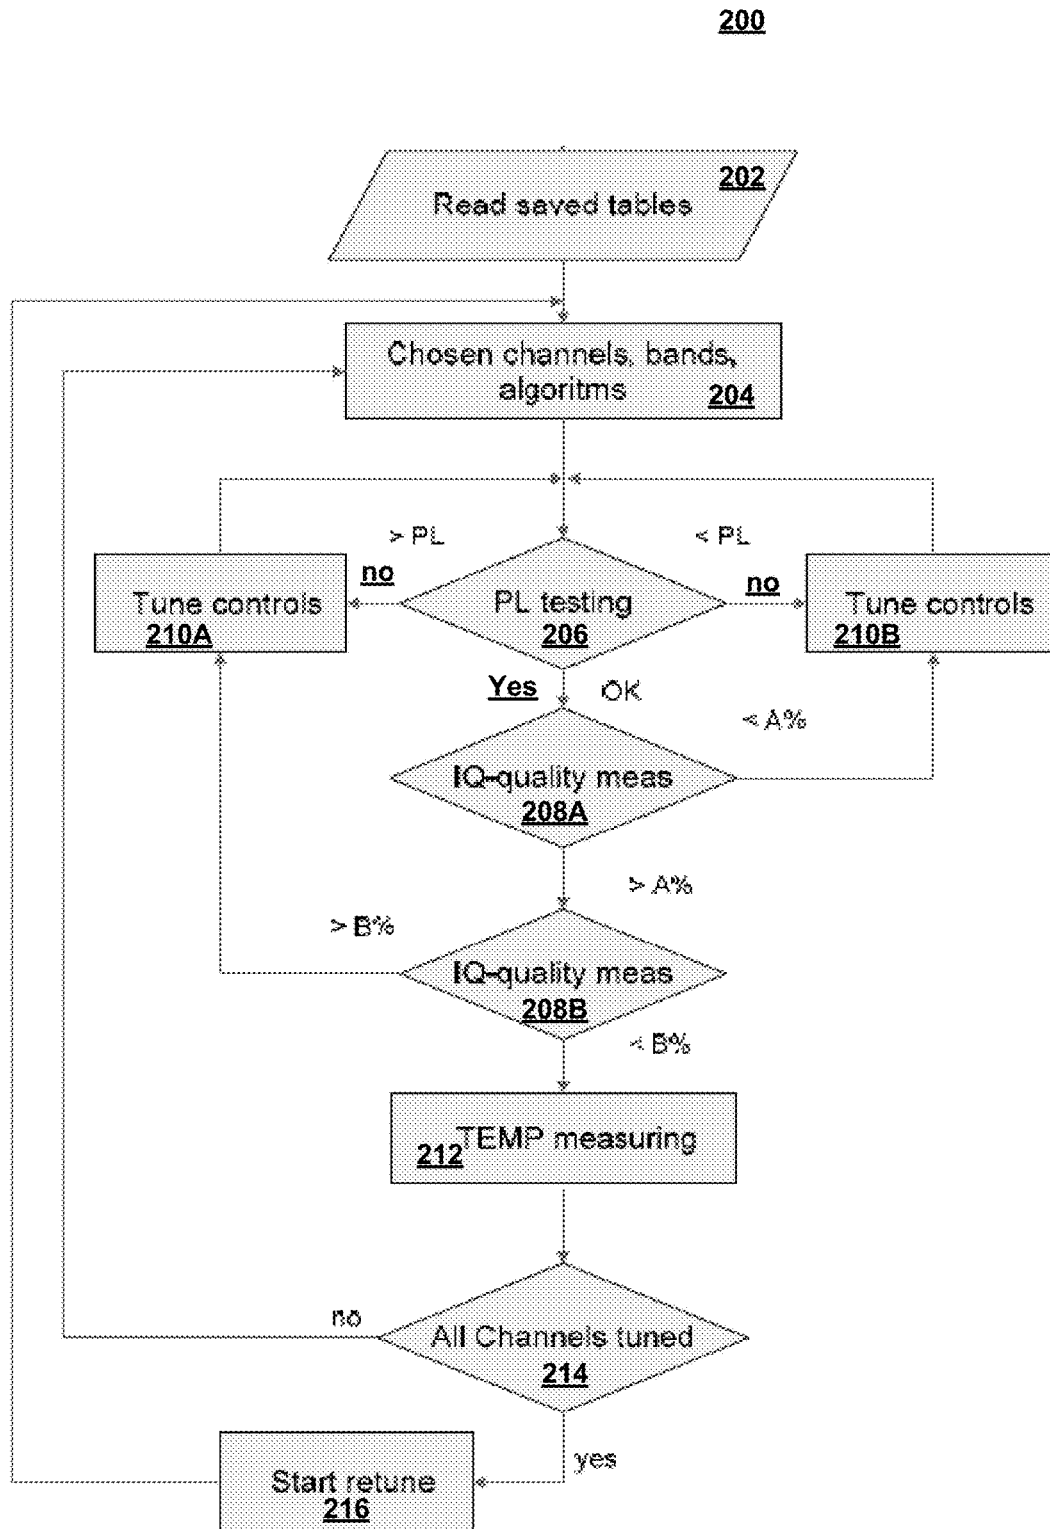 200
202
Read saved tables
Chosen channels, bands,
algoritms
204
> PL
< PL
no
no
Tune controls
210A
PL testing
206
Tune controls
210B
Yes
OK
< A%
IQ-quality meas
208A
> A%
> B%
IQ-quality meas
208B
< B%
212 TEMP measuring
no
All Channels tuned
214
yes
Start retune
216